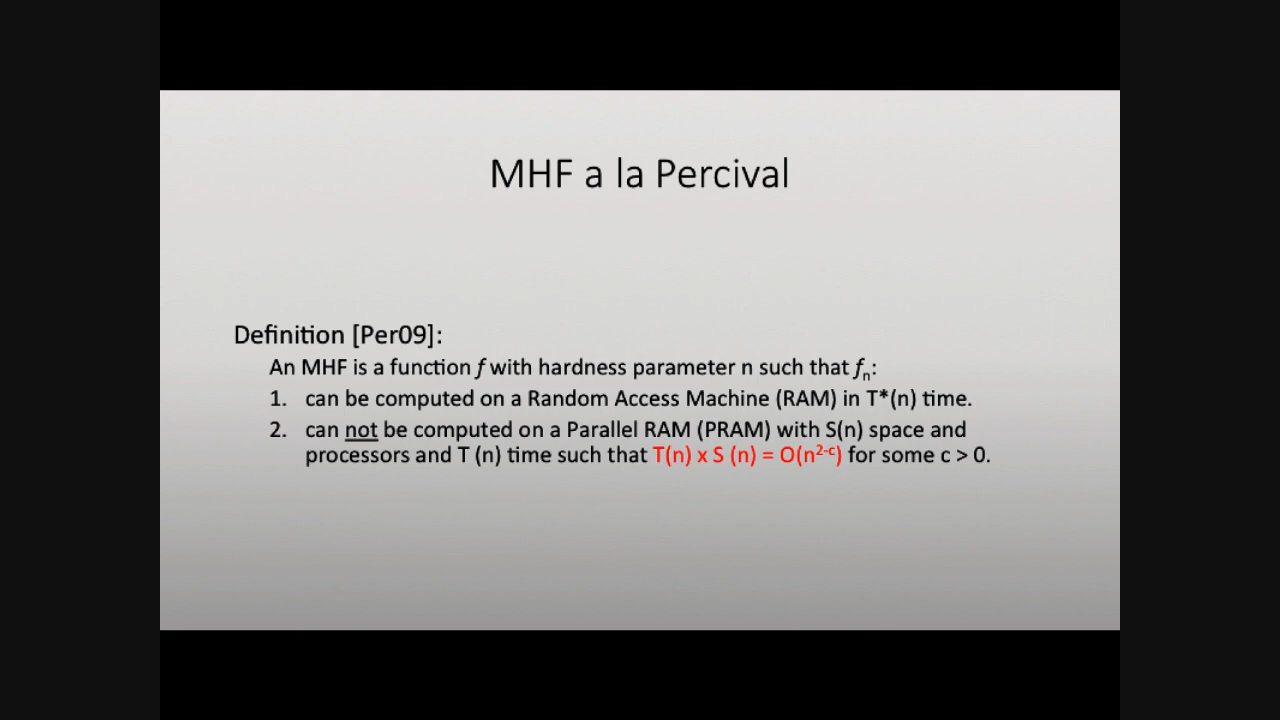 MHF a la Percival
Definition [Per09]:
An MHF is a function f with hardness parameter n such that fₙ:
1. can be computed on a Random Access Machine (RAM) in T*(n) time.
2. can not be computed on a Parallel RAM (PRAM) with S(n) space and
processors and T (n) time such that T(n) x S (n) = O(n²⁻ᶜ) for some c > 0.